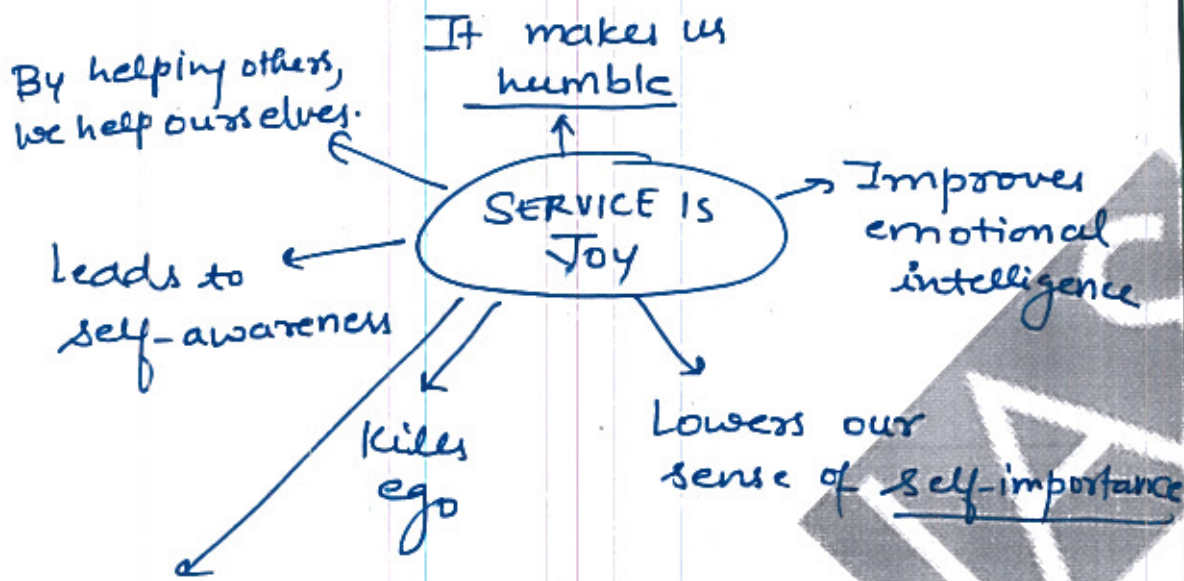 It makes us
humble
By helping others,
we help ourselves.
SERVICE IS
JOY
Improves
emotional
intelligence
Leads to
self-awareness
Kills
ego
Lowers our
sense of self-importance